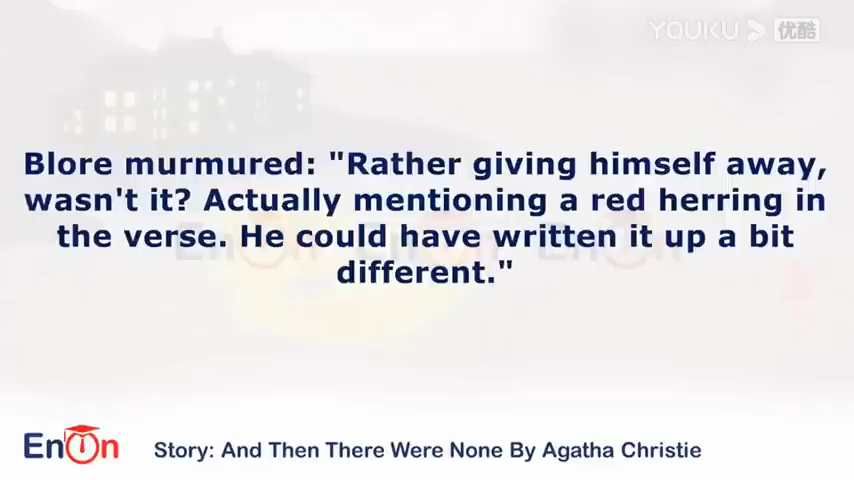 YOUKU 优酷
Blore murmured: "Rather giving himself away,
wasn't it? Actually mentioning a red herring in
the verse. He could have written it up a bit
different."
EnOn
Story: And Then There Were None By Agatha Christie